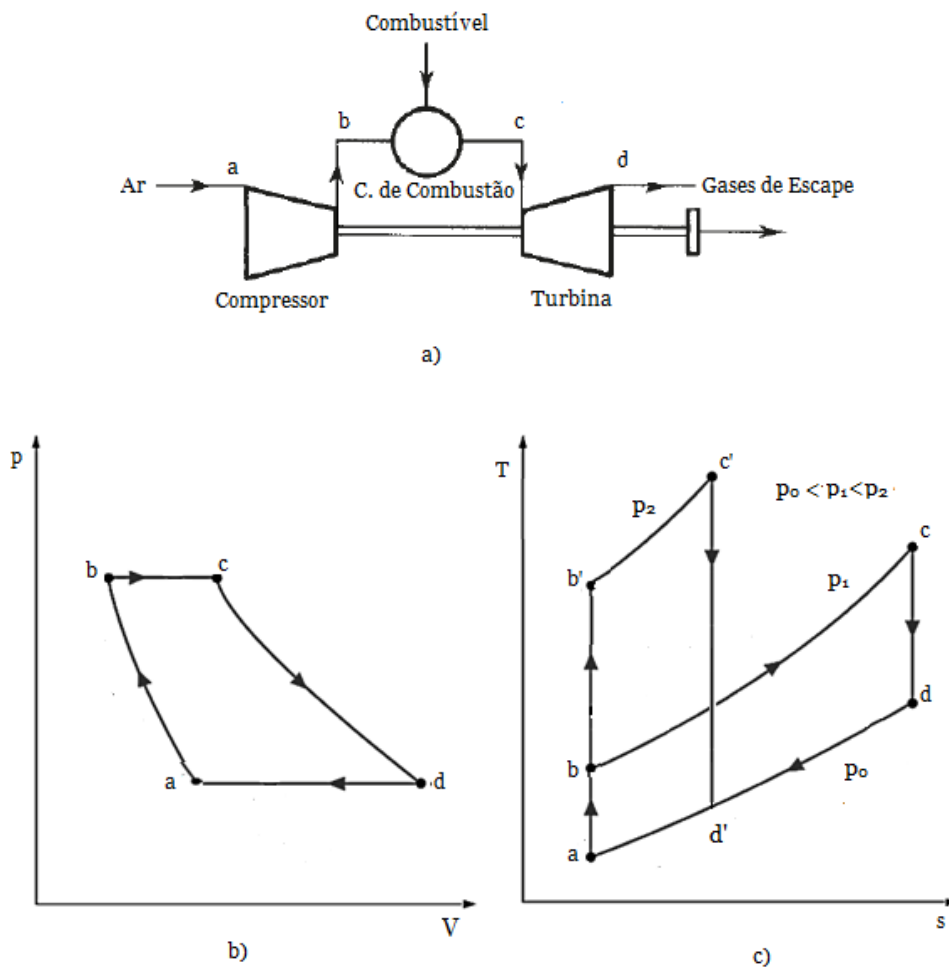 Combustível
b
c
a
d
Ar
C. de Combustão
Gases de Escape
Compressor
Turbina
a)
p
b
c
a
d
V
b)
T
c'
p₀ < p₁<p₂
p₂
c
b'
p₁
d
b
p₀
d'
a
s
c)